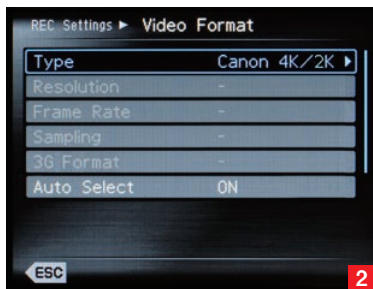 REC Settings ► Video Format
Type Canon 4K/2K ►
Resolution -
Frame Rate -
Sampling -
3G Format -
Auto Select ON
ESC
2